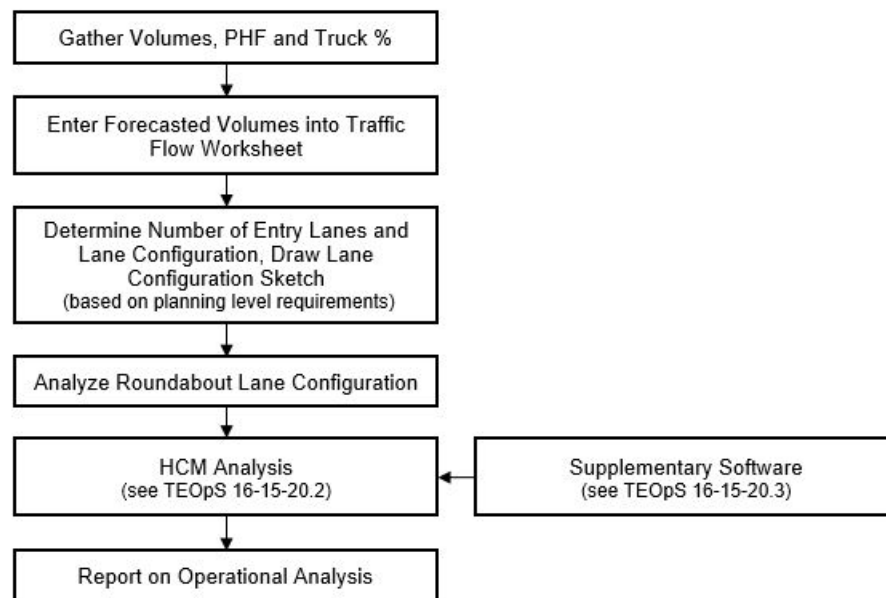 Gather Volumes, PHF and Truck %
Enter Forecasted Volumes into Traffic
Flow Worksheet
Determine Number of Entry Lanes and
Lane Configuration, Draw Lane
Configuration Sketch
(based on planning level requirements)
Analyze Roundabout Lane Configuration
HCM Analysis
(see TEOpS 16-15-20.2)
Supplementary Software
(see TEOpS 16-15-20.3)
Report on Operational Analysis